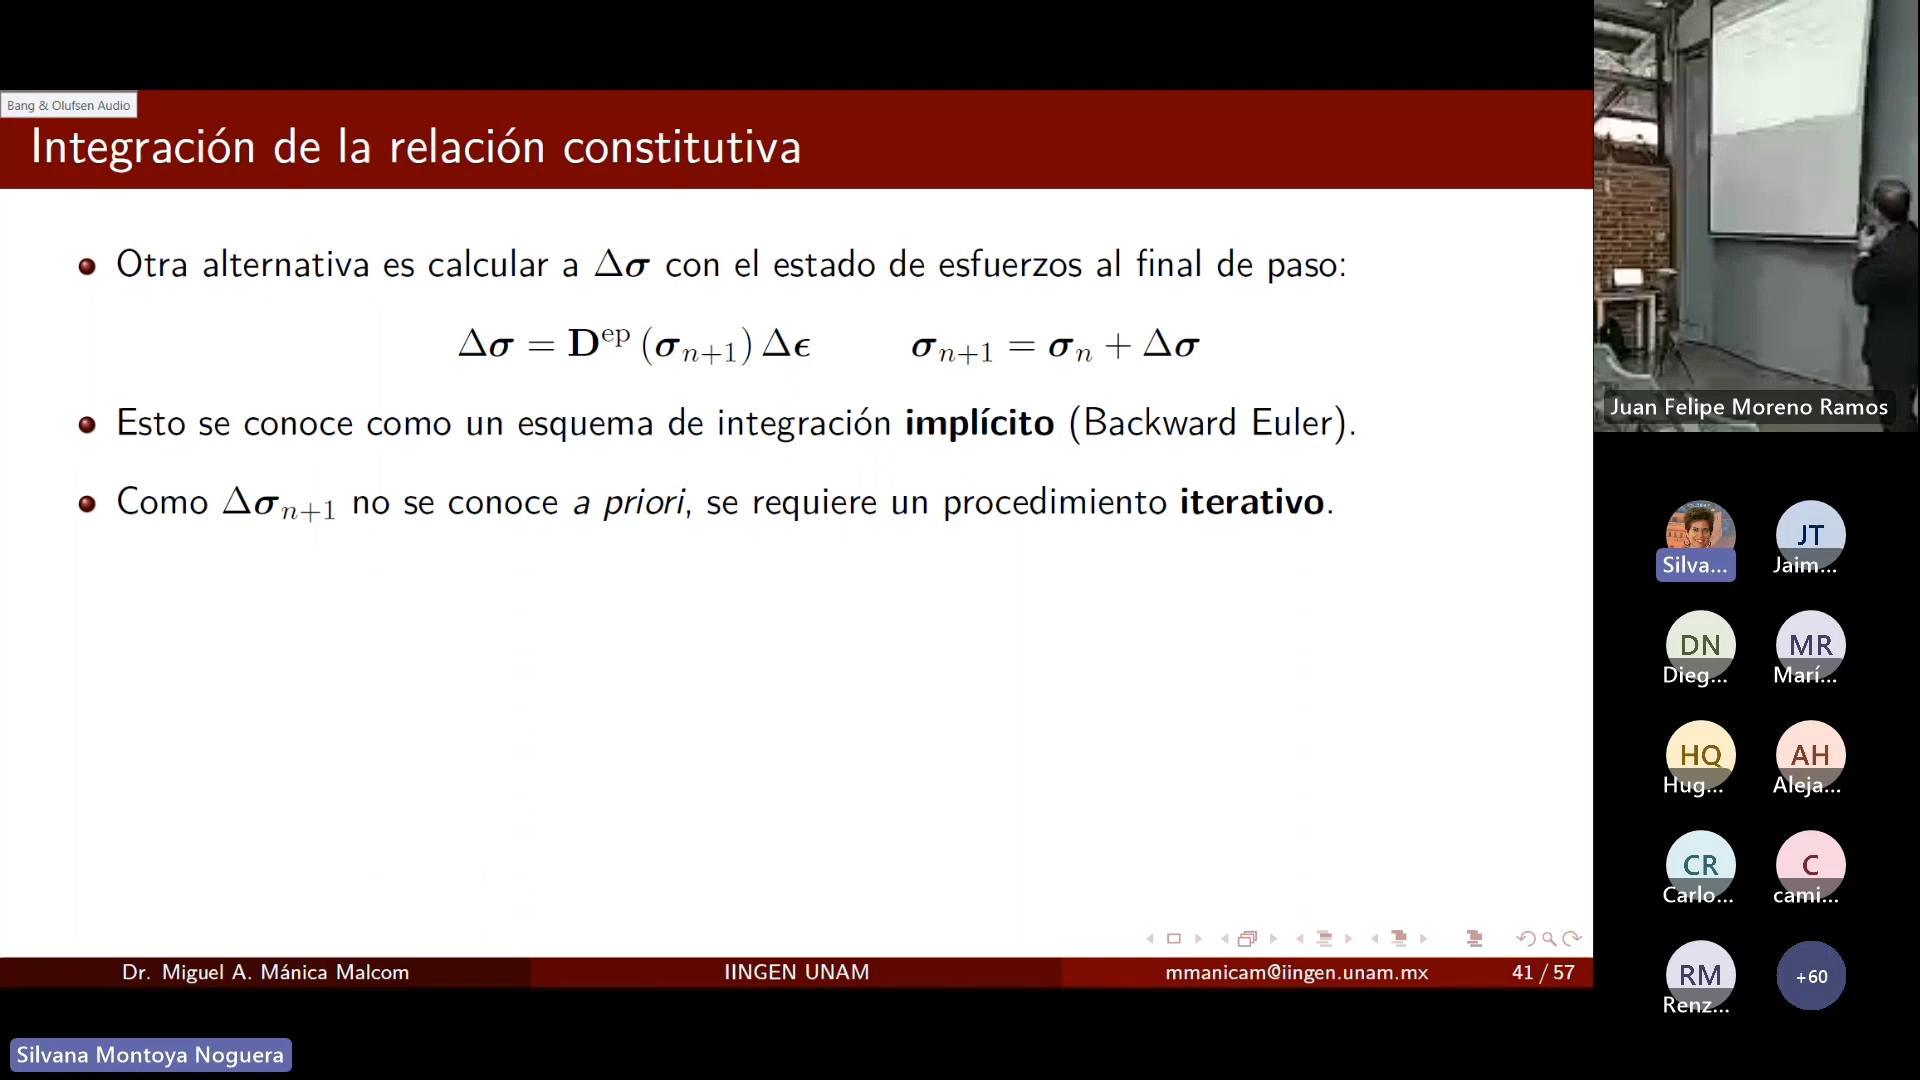 Bang & Olufsen Audio
Integración de la relación constitutiva
Otra alternativa es calcular a Δσ con el estado de esfuerzos al final de paso:
Δσ = D^ep (σ_{n+1}) Δϵ    σ_{n+1} = σ_n + Δσ
Esto se conoce como un esquema de integración implícito (Backward Euler).
Como Δσ_{n+1} no se conoce a priori, se requiere un procedimiento iterativo.
Dr. Miguel A. Mánica Malcom    IINGEN UNAM    mmanicam@iingen.unam.mx    41 / 57
Silvana Montoya Noguera
Juan Felipe Moreno Ramos
Silva...
JT
Jaim...
DN
Dieg...
MR
Marí...
HQ
Hug...
AH
Aleja...
CR
Carlo...
C
cami...
RM
Renz...
+60